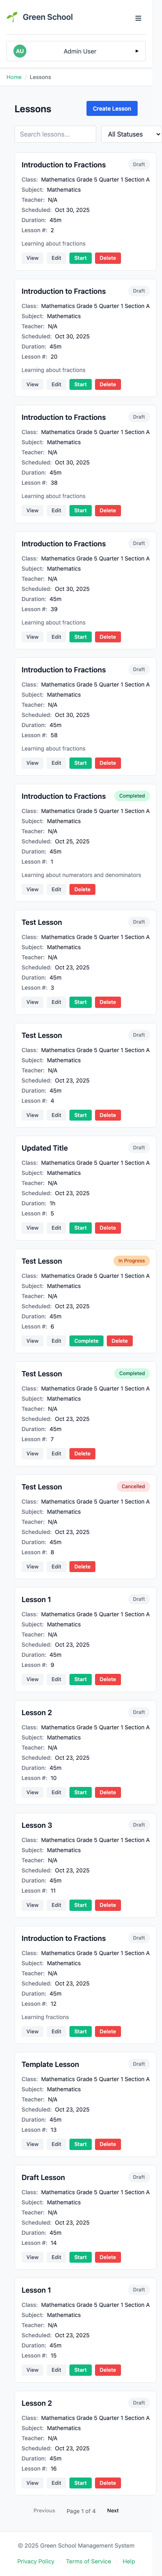 Green School
AU Admin User
Home / Lessons
Lessons Create Lesson
Search lessons... All Statuses
Introduction to Fractions Draft
Class: Mathematics Grade 5 Quarter 1 Section A
Subject: Mathematics
Teacher: N/A
Scheduled: Oct 30, 2025
Duration: 45m
Lesson #: 2
Learning about fractions
View Edit Start Delete
Introduction to Fractions Draft
Class: Mathematics Grade 5 Quarter 1 Section A
Subject: Mathematics
Teacher: N/A
Scheduled: Oct 30, 2025
Duration: 45m
Lesson #: 20
Learning about fractions
View Edit Start Delete
Introduction to Fractions Draft
Class: Mathematics Grade 5 Quarter 1 Section A
Subject: Mathematics
Teacher: N/A
Scheduled: Oct 30, 2025
Duration: 45m
Lesson #: 38
Learning about fractions
View Edit Start Delete
Introduction to Fractions Draft
Class: Mathematics Grade 5 Quarter 1 Section A
Subject: Mathematics
Teacher: N/A
Scheduled: Oct 30, 2025
Duration: 45m
Lesson #: 39
Learning about fractions
View Edit Start Delete
Introduction to Fractions Draft
Class: Mathematics Grade 5 Quarter 1 Section A
Subject: Mathematics
Teacher: N/A
Scheduled: Oct 30, 2025
Duration: 45m
Lesson #: 58
Learning about fractions
View Edit Start Delete
Introduction to Fractions Completed
Class: Mathematics Grade 5 Quarter 1 Section A
Subject: Mathematics
Teacher: N/A
Scheduled: Oct 25, 2025
Duration: 45m
Lesson #: 1
Learning about numerators and denominators
View Edit Delete
Test Lesson Draft
Class: Mathematics Grade 5 Quarter 1 Section A
Subject: Mathematics
Teacher: N/A
Scheduled: Oct 23, 2025
Duration: 45m
Lesson #: 3
View Edit Start Delete
Test Lesson Draft
Class: Mathematics Grade 5 Quarter 1 Section A
Subject: Mathematics
Teacher: N/A
Scheduled: Oct 23, 2025
Duration: 45m
Lesson #: 4
View Edit Start Delete
Updated Title Draft
Class: Mathematics Grade 5 Quarter 1 Section A
Subject: Mathematics
Teacher: N/A
Scheduled: Oct 23, 2025
Duration: 1h
Lesson #: 5
View Edit Start Delete
Test Lesson In Progress
Class: Mathematics Grade 5 Quarter 1 Section A
Subject: Mathematics
Teacher: N/A
Scheduled: Oct 23, 2025
Duration: 45m
Lesson #: 6
View Edit Complete Delete
Test Lesson Completed
Class: Mathematics Grade 5 Quarter 1 Section A
Subject: Mathematics
Teacher: N/A
Scheduled: Oct 23, 2025
Duration: 45m
Lesson #: 7
View Edit Delete
Test Lesson Cancelled
Class: Mathematics Grade 5 Quarter 1 Section A
Subject: Mathematics
Teacher: N/A
Scheduled: Oct 23, 2025
Duration: 45m
Lesson #: 8
View Edit Delete
Lesson 1 Draft
Class: Mathematics Grade 5 Quarter 1 Section A
Subject: Mathematics
Teacher: N/A
Scheduled: Oct 23, 2025
Duration: 45m
Lesson #: 9
View Edit Start Delete
Lesson 2 Draft
Class: Mathematics Grade 5 Quarter 1 Section A
Subject: Mathematics
Teacher: N/A
Scheduled: Oct 23, 2025
Duration: 45m
Lesson #: 10
View Edit Start Delete
Lesson 3 Draft
Class: Mathematics Grade 5 Quarter 1 Section A
Subject: Mathematics
Teacher: N/A
Scheduled: Oct 23, 2025
Duration: 45m
Lesson #: 11
View Edit Start Delete
Introduction to Fractions Draft
Class: Mathematics Grade 5 Quarter 1 Section A
Subject: Mathematics
Teacher: N/A
Scheduled: Oct 23, 2025
Duration: 45m
Lesson #: 12
Learning fractions
View Edit Start Delete
Template Lesson Draft
Class: Mathematics Grade 5 Quarter 1 Section A
Subject: Mathematics
Teacher: N/A
Scheduled: Oct 23, 2025
Duration: 45m
Lesson #: 13
View Edit Start Delete
Draft Lesson Draft
Class: Mathematics Grade 5 Quarter 1 Section A
Subject: Mathematics
Teacher: N/A
Scheduled: Oct 23, 2025
Duration: 45m
Lesson #: 14
View Edit Start Delete
Lesson 1 Draft
Class: Mathematics Grade 5 Quarter 1 Section A
Subject: Mathematics
Teacher: N/A
Scheduled: Oct 23, 2025
Duration: 45m
Lesson #: 15
View Edit Start Delete
Lesson 2 Draft
Class: Mathematics Grade 5 Quarter 1 Section A
Subject: Mathematics
Teacher: N/A
Scheduled: Oct 23, 2025
Duration: 45m
Lesson #: 16
View Edit Start Delete
Previous Page 1 of 4 Next
© 2025 Green School Management System
Privacy Policy Terms of Service Help